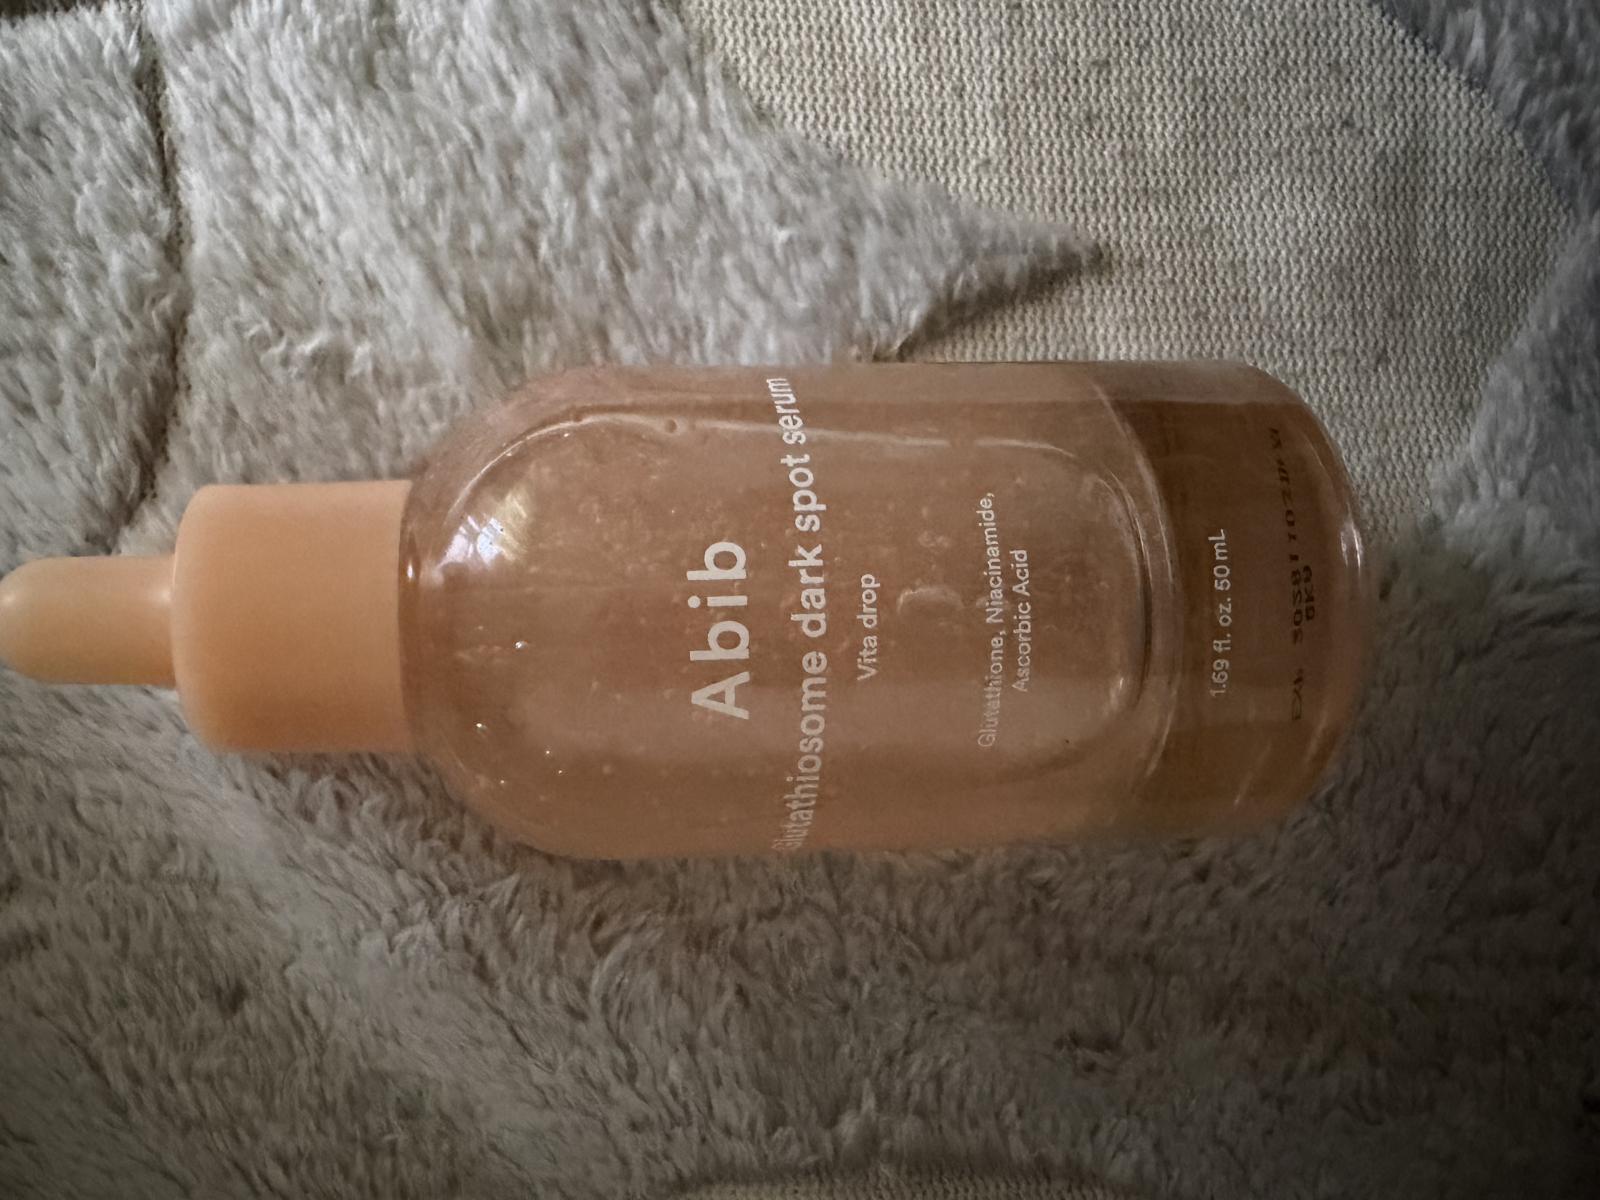 Abib
Glutathiosome dark spot serum
Vita drop
Glutathione, Niacinamide,
Ascorbic Acid
1.69 fl. oz. 50 mL